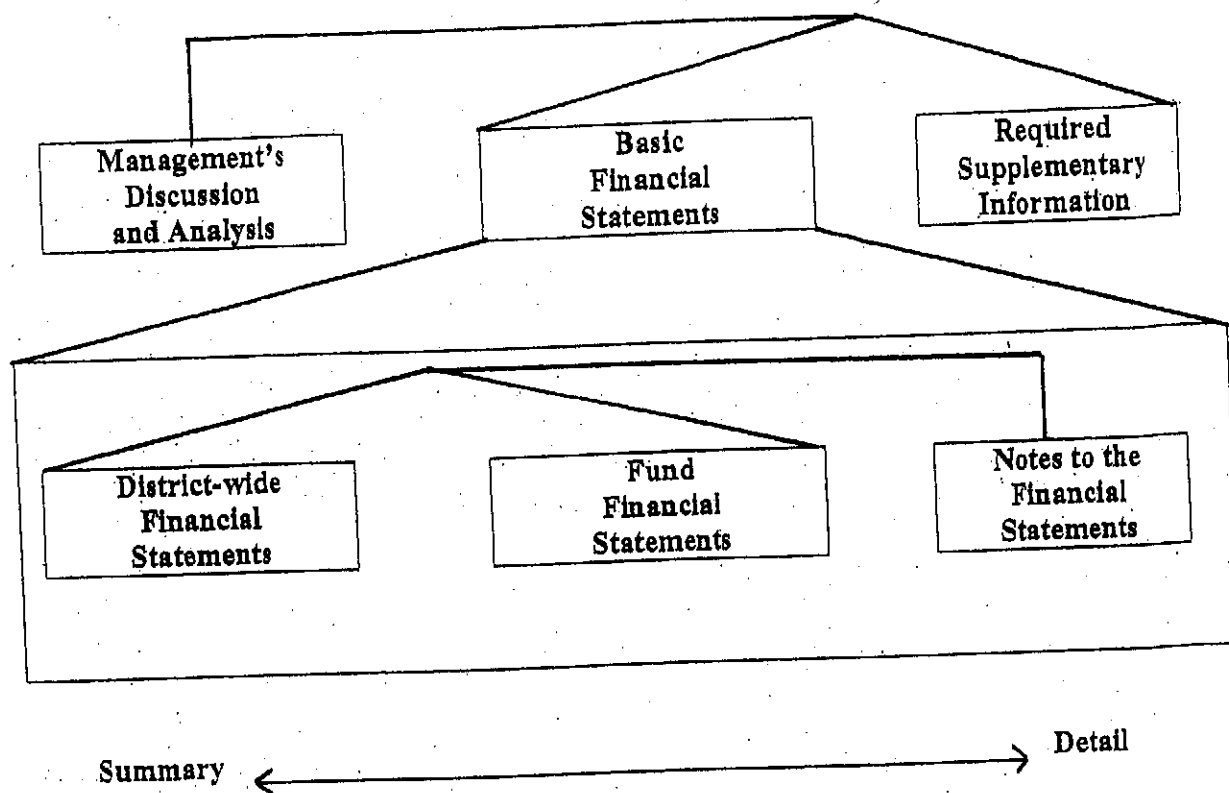 Management's
Discussion
and Analysis
Basic
Financial
Statements
Required
Supplementary
Information
District-wide
Financial
Statements
Fund
Financial
Statements
Notes to the
Financial
Statements
Summary
Detail